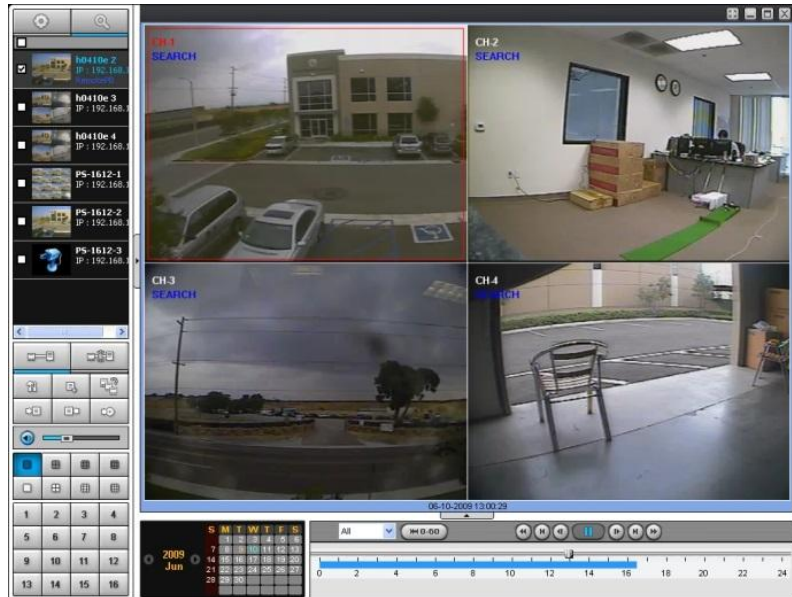 h0410e 2
IP : 192.168.1
RemotePB
h0410e 3
IP : 192.168.1
h0410e 4
IP : 192.168.1
PS-1612-1
IP : 192.168.1
PS-1612-2
IP : 192.168.1
PS-1612-3
IP : 192.168.1
1 2 3 4
5 6 7 8
9 10 11 12
13 14 15 16
CH-1
SEARCH
CH-2
SEARCH
CH-3
SEARCH
CH-4
SEARCH
06-10-2009 13:00:29
2009
Jun
S M T W T F S
1 2 3 4 5 6
7 8 9 10 11 12 13
14 15 16 17 18 19 20
21 22 23 24 25 26 27
28 29 30
All
0-60
0 2 4 6 8 10 12 14 16 18 20 22 24